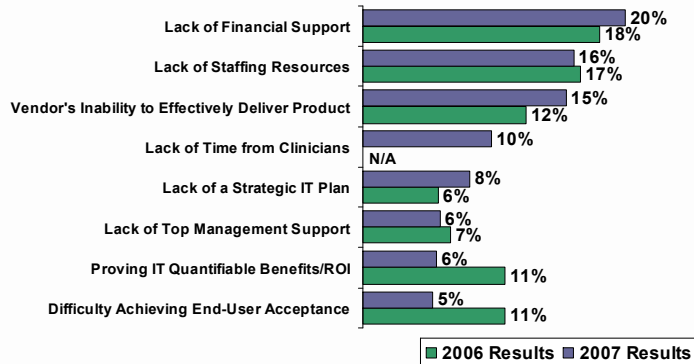 Lack of Financial Support
20%
18%
Lack of Staffing Resources
16%
17%
Vendor's Inability to Effectively Deliver Product
15%
12%
Lack of Time from Clinicians
10%
N/A
Lack of a Strategic IT Plan
8%
6%
Lack of Top Management Support
6%
7%
Proving IT Quantifiable Benefits/ROI
6%
11%
Difficulty Achieving End-User Acceptance
5%
11%
2006 Results 2007 Results